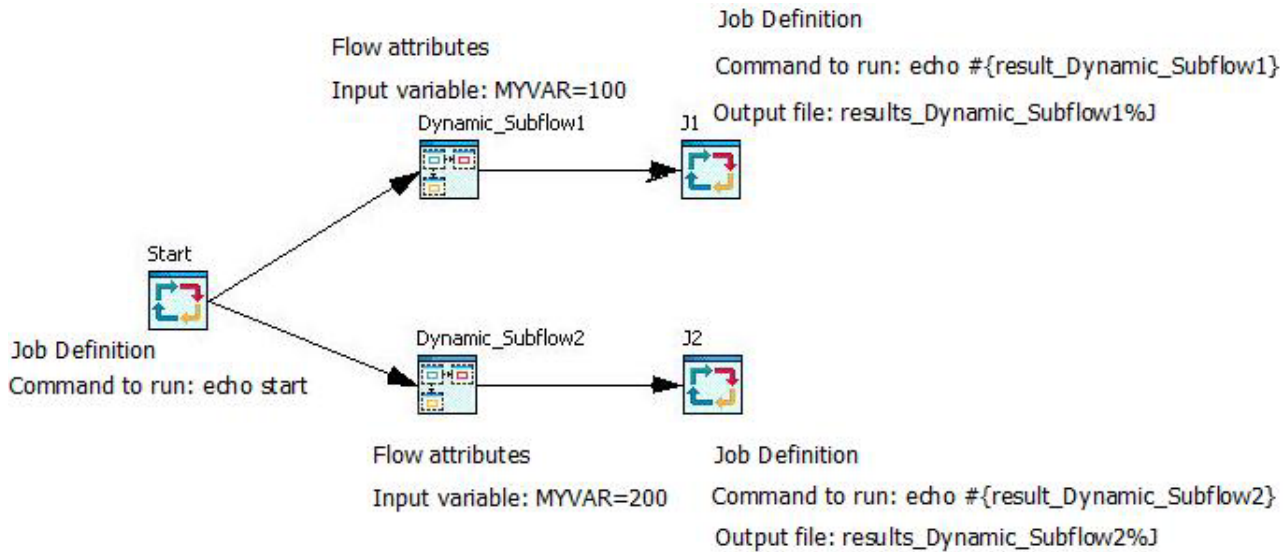 Job Definition
Flow attributes
Command to run: echo #{result_Dynamic_Subflow1}
Input variable: MYVAR=100
Output file: results_Dynamic_Subflow1%J
Dynamic_Subflow1
J1
Start
Job Definition
Command to run: echo start
Dynamic_Subflow2
J2
Flow attributes
Input variable: MYVAR=200
Job Definition
Command to run: echo #{result_Dynamic_Subflow2}
Output file: results_Dynamic_Subflow2%J